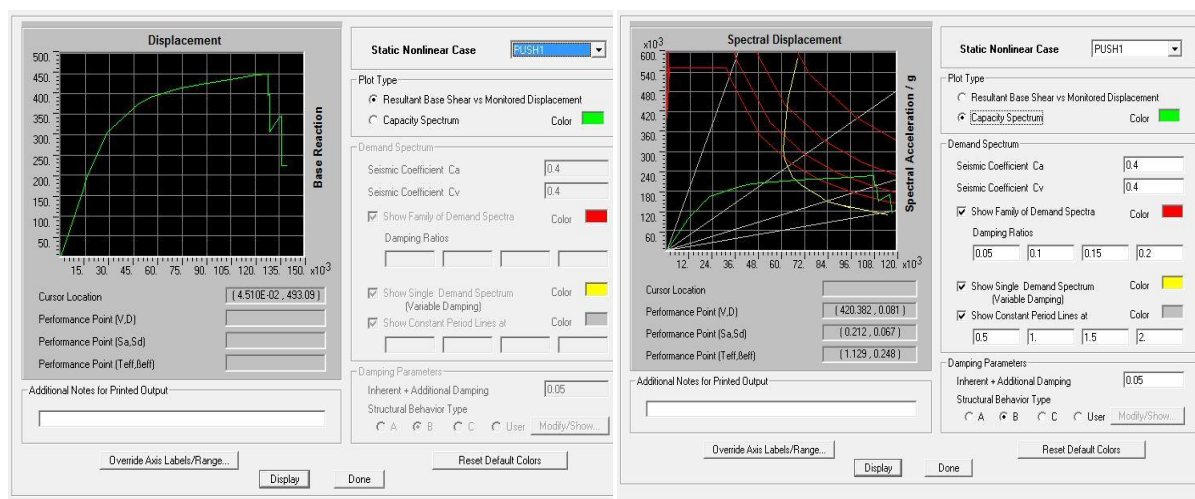 Displacement
500.
450.
400.
350.
300.
250.
200.
150.
100.
50.
15. 30. 45. 60. 75. 90. 105. 120. 135. 150. x10³
Base Reaction
Cursor Location (4.510E-02 , 493.09)
Performance Point (V,D)
Performance Point (Sa,Sd)
Performance Point (Teff,βeff)
Additional Notes for Printed Output
Static Nonlinear Case PUSH1
Plot Type
Resultant Base Shear vs Monitored Displacement
Capacity Spectrum Color
Demand Spectrum
Seismic Coefficient Ca 0.4
Seismic Coefficient Cv 0.4
Show Family of Demand Spectra Color
Damping Ratios
Show Single Demand Spectrum Color
(Variable Damping)
Show Constant Period Lines at Color
Damping Parameters
Inherent + Additional Damping 0.05
Structural Behavior Type
A B C User Modify/Show...
Override Axis Labels/Range...
Reset Default Colors
Display Done
Spectral Displacement
x10³
600.
540.
480.
420.
360.
300.
240.
180.
120.
60.
12. 24. 36. 48. 60. 72. 84. 96. 108. 120. x10³
Spectral Acceleration / g
Cursor Location
Performance Point (V,D) (420.382 , 0.081)
Performance Point (Sa,Sd) (0.212 , 0.067)
Performance Point (Teff,βeff) (1.129 , 0.248)
Additional Notes for Printed Output
Static Nonlinear Case PUSH1
Plot Type
Resultant Base Shear vs Monitored Displacement
Capacity Spectrum Color
Demand Spectrum
Seismic Coefficient Ca 0.4
Seismic Coefficient Cv 0.4
Show Family of Demand Spectra Color
Damping Ratios
0.05 0.1 0.15 0.2
Show Single Demand Spectrum Color
(Variable Damping)
Show Constant Period Lines at Color
0.5 1. 1.5 2.
Damping Parameters
Inherent + Additional Damping 0.05
Structural Behavior Type
A B C User Modify/Show...
Override Axis Labels/Range...
Reset Default Colors
Display Done